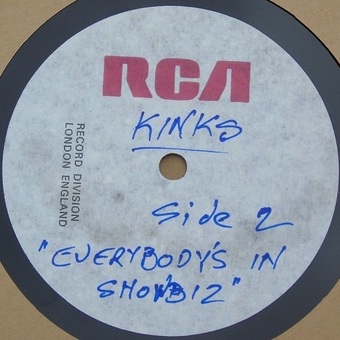 RCA
KINKS
RECORD DIVISION
LONDON ENGLAND
Side 2
"EVERYBODY'S IN
SHOWBIZ"